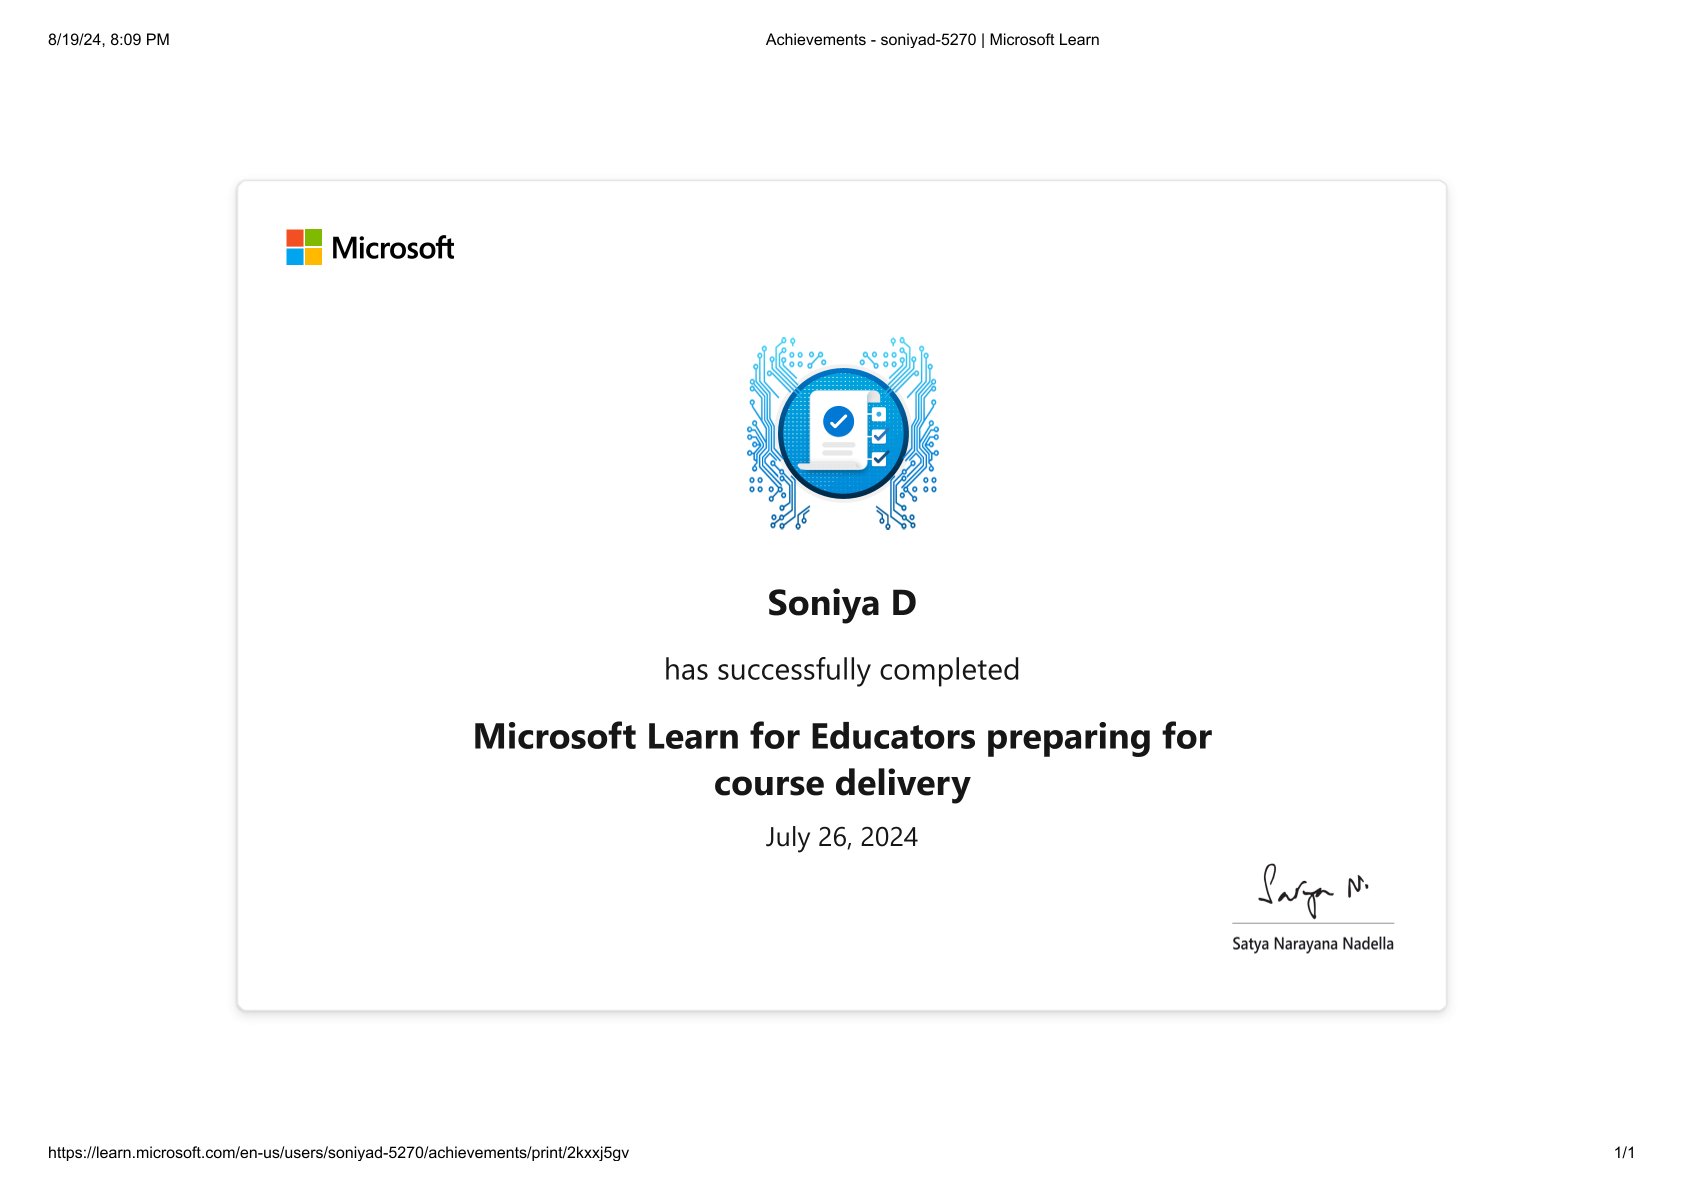 8/19/24, 8:09 PM
Achievements - soniyad-5270 | Microsoft Learn
Microsoft
Soniya D
has successfully completed
Microsoft Learn for Educators preparing for
course delivery
July 26, 2024
Satya N.
Satya Narayana Nadella
https://learn.microsoft.com/en-us/users/soniyad-5270/achievements/print/2kxxj5gv
1/1